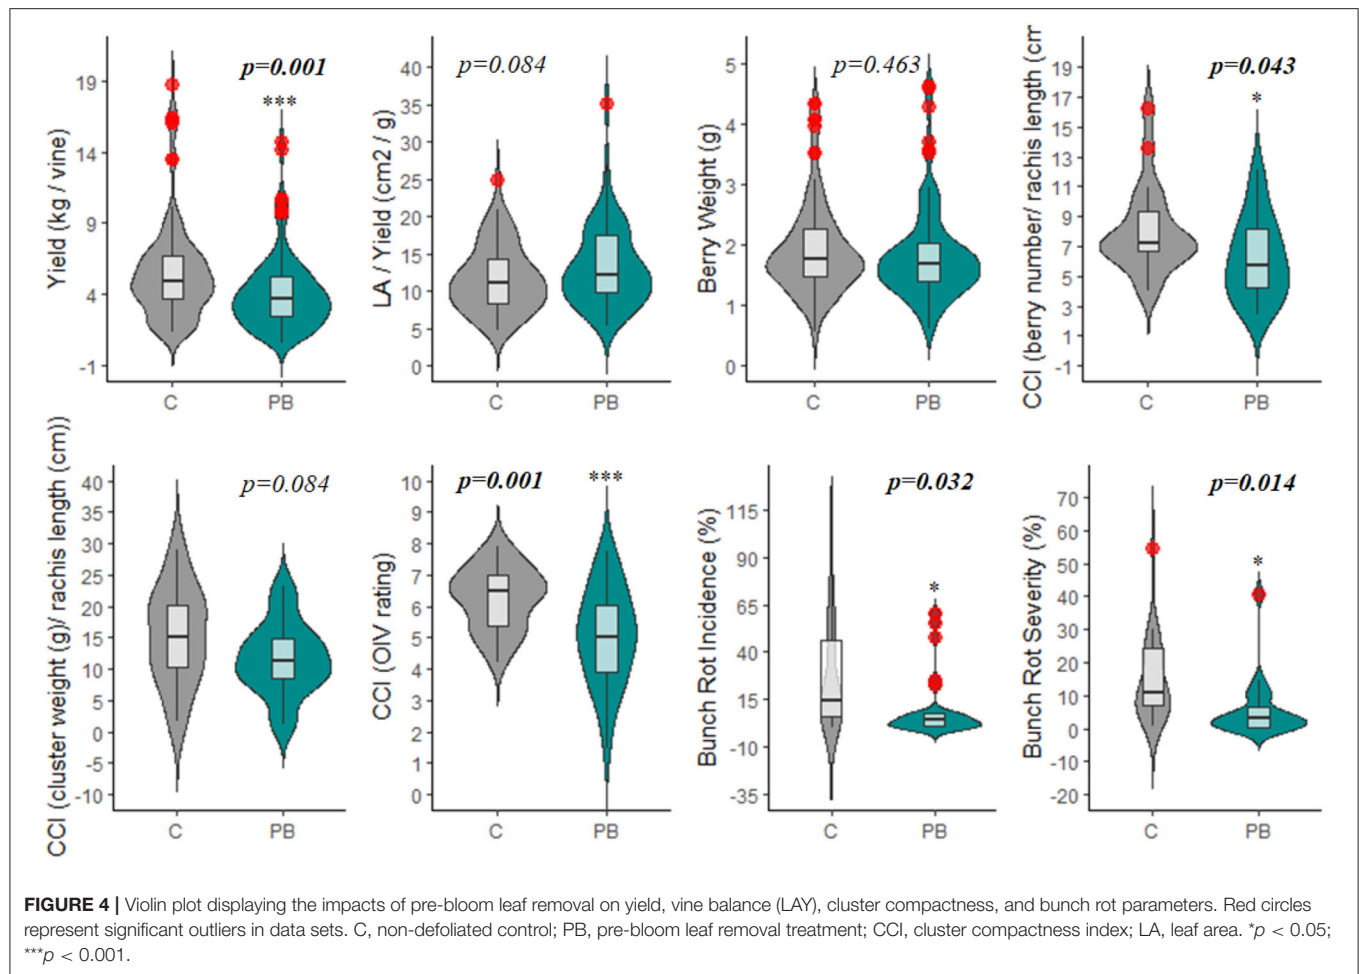 Yield (kg / vine)
19
14
9
4
-1
p=0.001
***
C PB
LA / Yield (cm2 / g)
40
35
30
25
20
15
10
5
0
p=0.084
C PB
Berry Weight (g)
5
4
3
2
1
0
p=0.463
C PB
CCI (berry number/ rachis length (cm
19
17
15
13
11
9
7
5
3
1
-1
p=0.043
*
C PB
CCI (cluster weight (g)/ rachis length (cm))
40
35
30
25
20
15
10
5
0
-5
-10
p=0.084
C PB
CCI (OIV rating)
10
9
8
7
6
5
4
3
2
1
0
p=0.001
***
C PB
Bunch Rot Incidence (%)
115
90
65
40
15
-10
-35
p=0.032
*
C PB
Bunch Rot Severity (%)
70
60
50
40
30
20
10
0
-10
-20
p=0.014
*
C PB
FIGURE 4 | Violin plot displaying the impacts of pre-bloom leaf removal on yield, vine balance (LAY), cluster compactness, and bunch rot parameters. Red circles
represent significant outliers in data sets. C, non-defoliated control; PB, pre-bloom leaf removal treatment; CCI, cluster compactness index; LA, leaf area. *p < 0.05;
***p < 0.001.